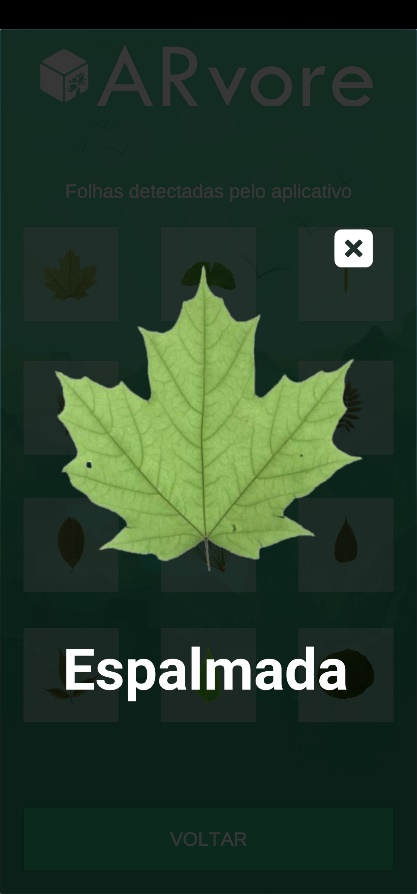 ARvore
Folhas detectadas pelo aplicativo
Espalmada
VOLTAR